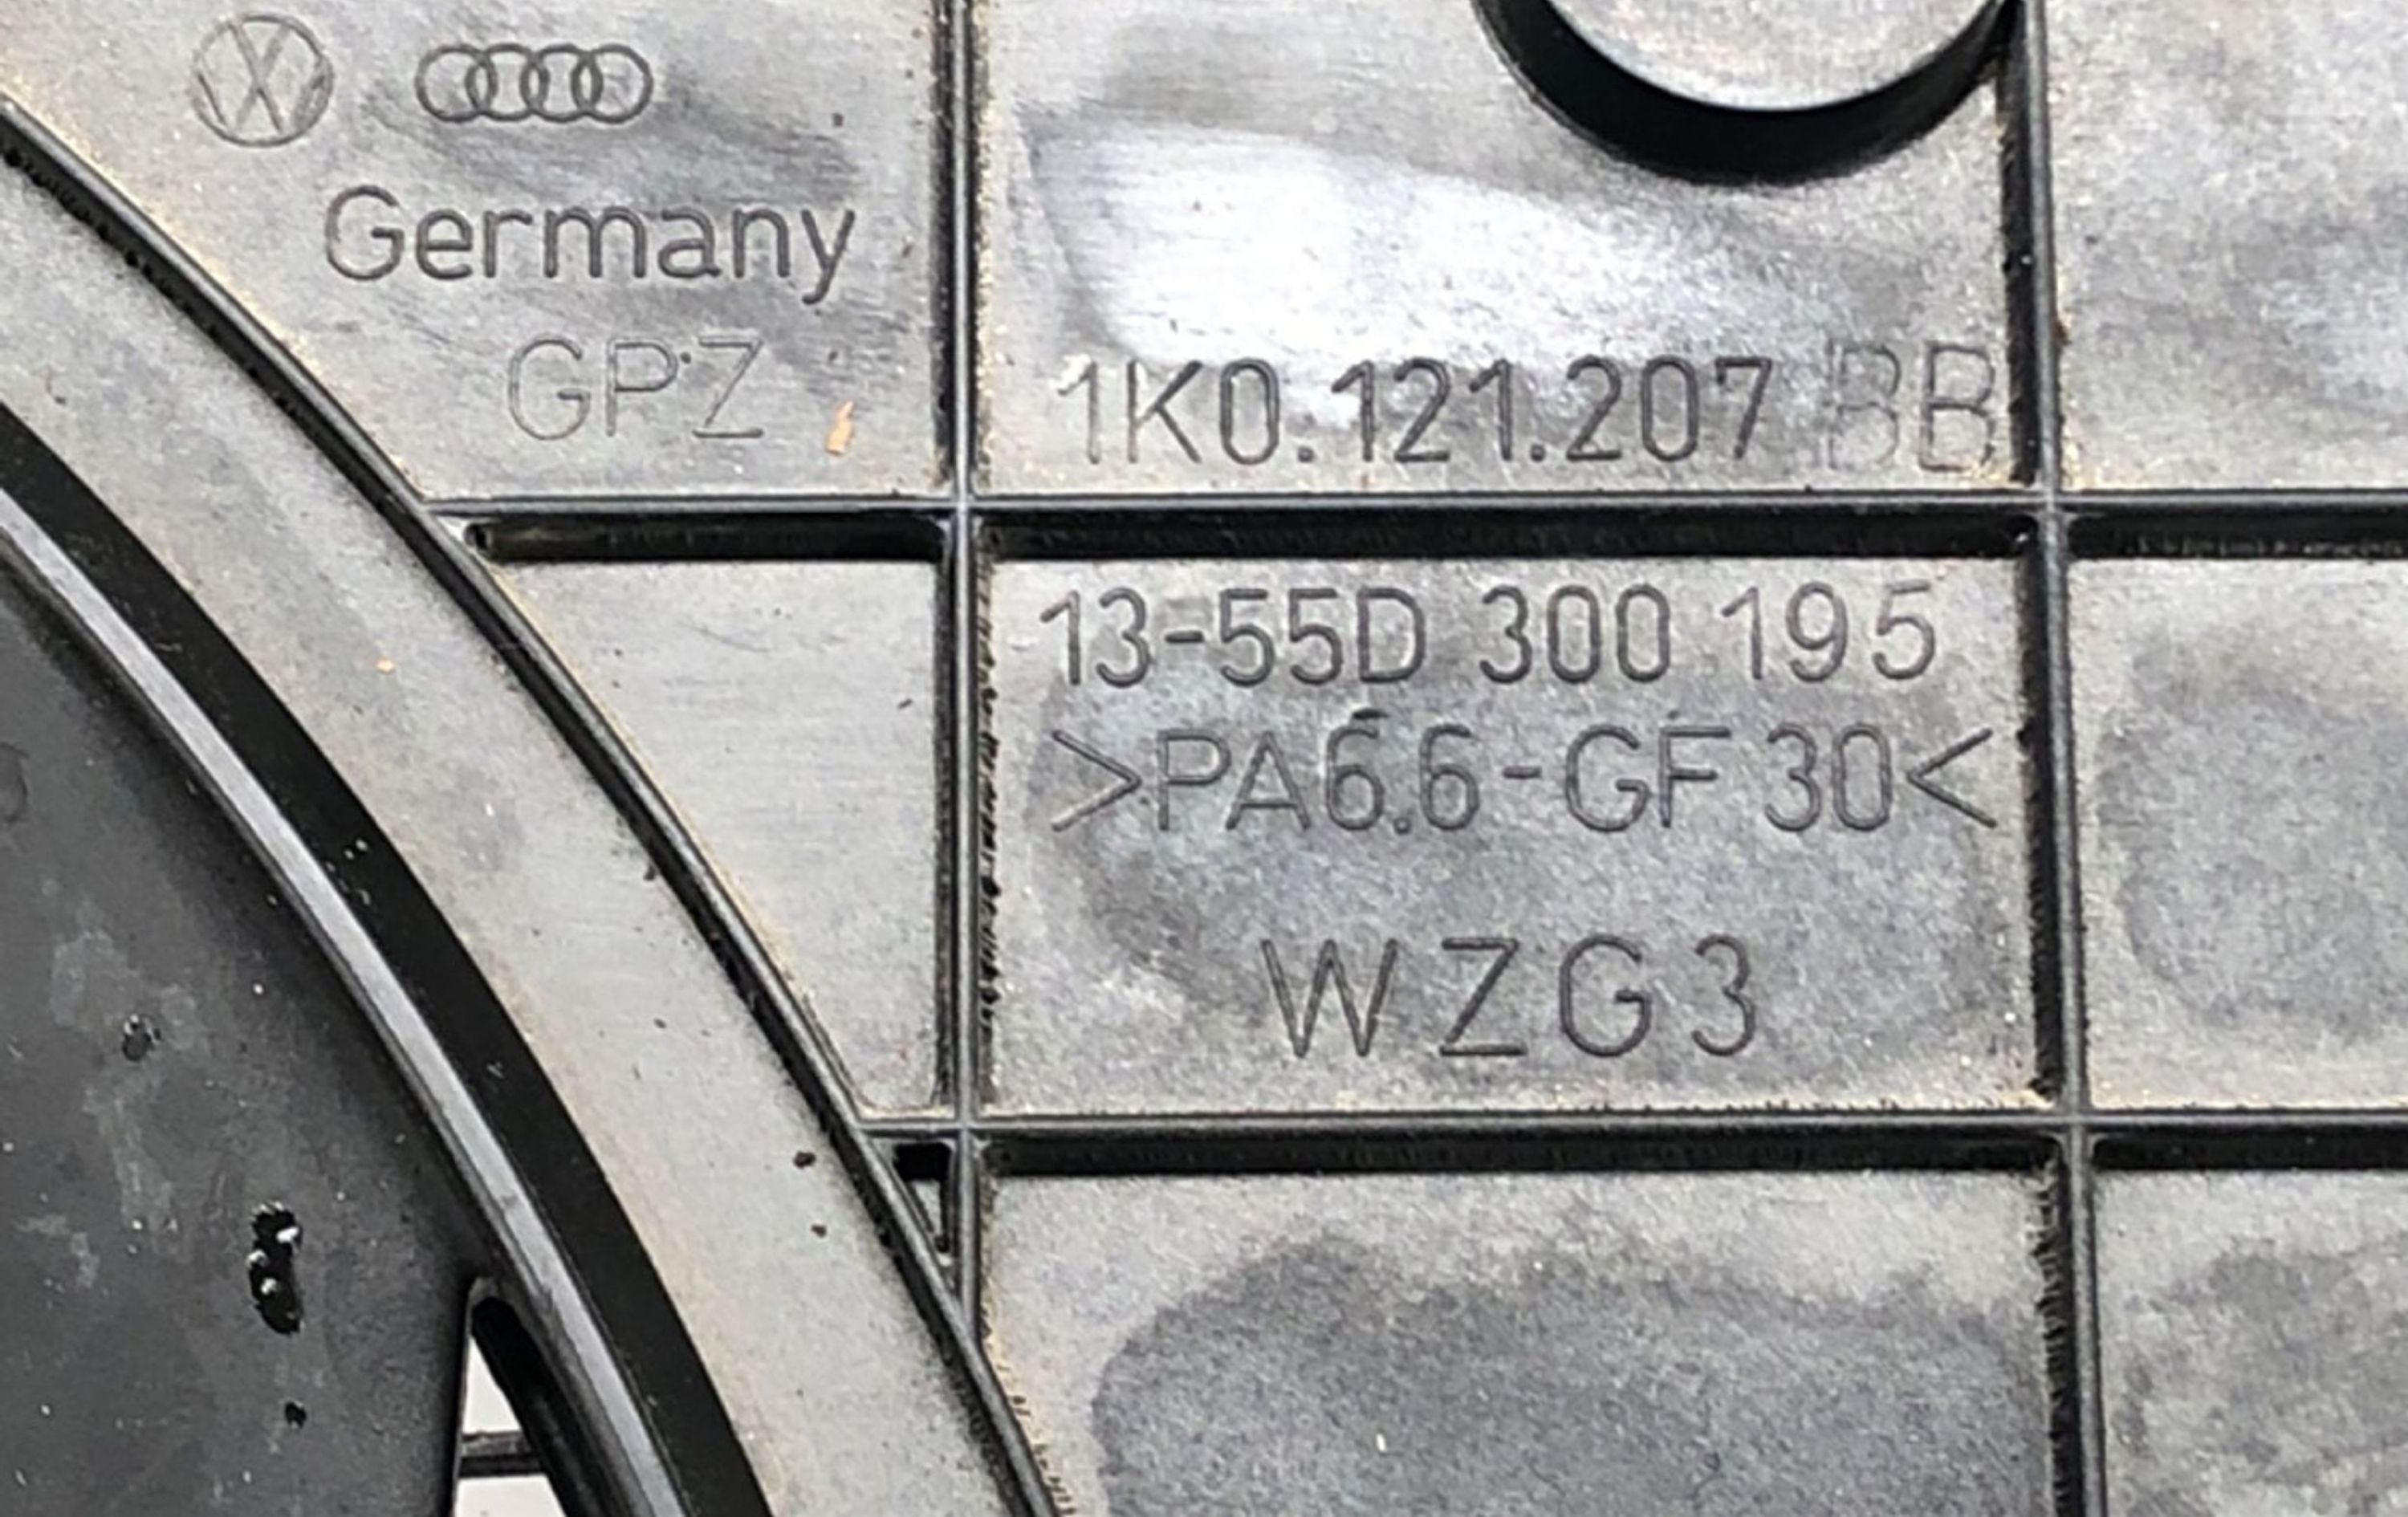 Germany
GPZ
1K0.121.207 BB
13-55D 300 195
>PA6.6-GF30<
WZG3